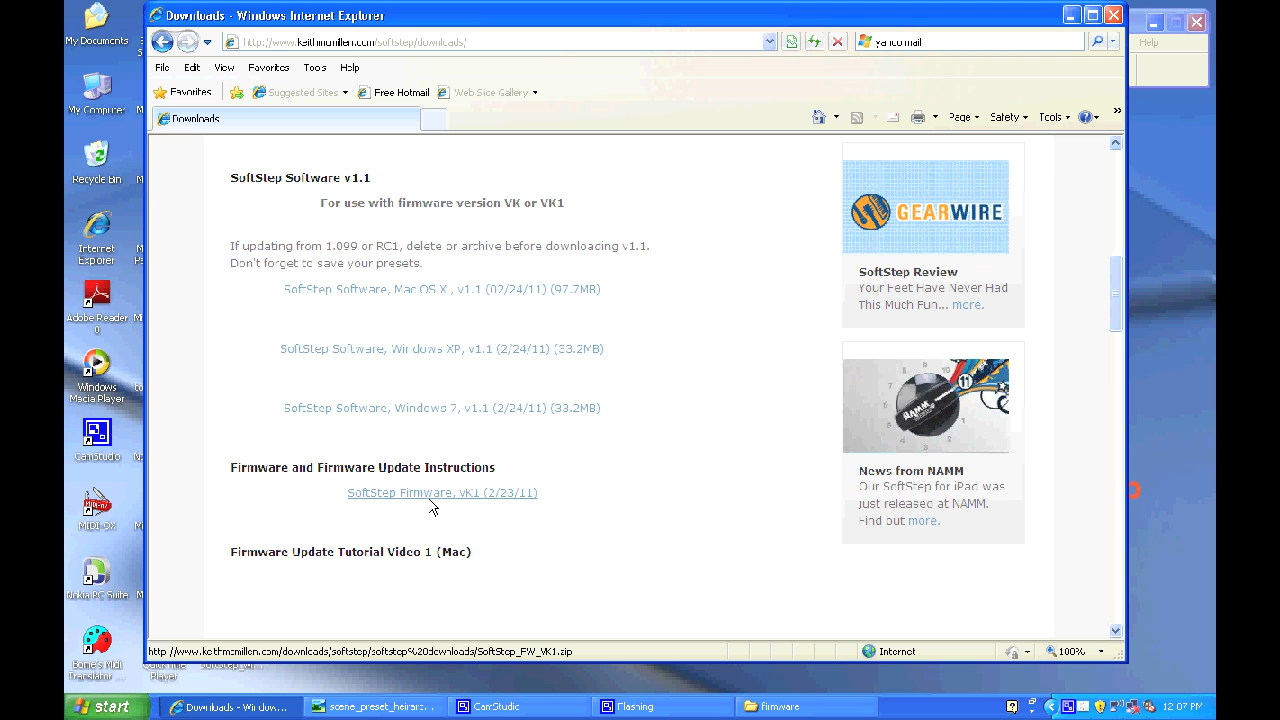 Downloads - Windows Internet Explorer
http://www.keithmcmillen.com/softstep/downloads/
File Edit View Favorites Tools Help
Favorites Suggested Sites Free Hotmail Web Slice Gallery
Downloads
Page Safety Tools
Help
My Documents
My Computer
Recycle Bin
Internet Explorer
Adobe Reader
Windows Media Player
CamStudio
MIDI-OX
Nokia PC Suite
Bome's Midi Translator ...
Player
SoftStep Software v1.1
For use with firmware version VK or VK1
If updating from 1.099 or RC1, delete or archive before downloading v1.1.
Don't forget to save your presets.
SoftStep Software, Mac OS X , v1.1 (02/24/11) (97.7MB)
SoftStep Software, Windows XP, v1.1 (2/24/11) (33.2MB)
SoftStep Software, Windows 7, v1.1 (2/24/11) (33.2MB)
Firmware and Firmware Update Instructions
SoftStep Firmware, vK1 (2/23/11)
Firmware Update Tutorial Video 1 (Mac)
GEARWIRE
SoftStep Review
Your Feet Have Never Had
This Much Fun... more.
11
NAMM
News from NAMM
Our SoftStep for iPad was
just released at NAMM.
Find out more.
http://www.keithmcmillen.com/downloads/softstep/softstep%20downloads/SoftStep_FW_VK1.zip
Internet
100%
start
Downloads - Window...
scene_preset_heirarc...
CamStudio
Flashing
firmware
12:07 PM